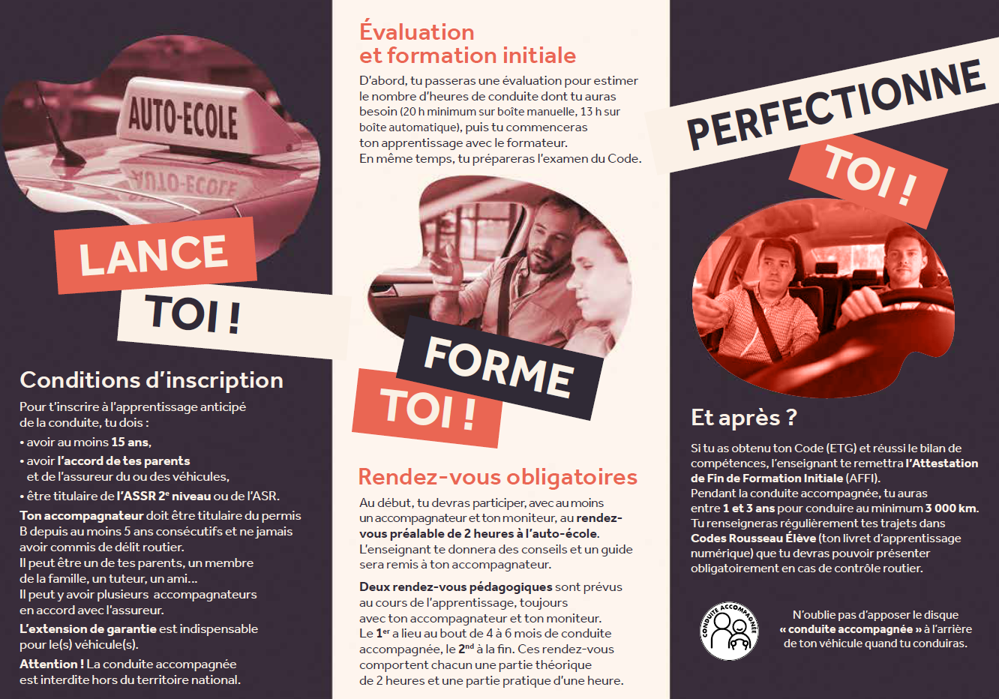 AUTO-ECOLE
AUTO-ECOLE
LANCE
TOI !
Conditions d'inscription
Pour t'inscrire à l'apprentissage anticipé
de la conduite, tu dois :
• avoir au moins 15 ans,
• avoir l'accord de tes parents
et de l'assureur du ou des véhicules,
• être titulaire de l'ASSR 2e niveau ou de l'ASR.
Ton accompagnateur doit être titulaire du permis
B depuis au moins 5 ans consécutifs et ne jamais
avoir commis de délit routier.
Il peut être un de tes parents, un membre
de la famille, un tuteur, un ami...
Il peut y avoir plusieurs accompagnateurs
en accord avec l'assureur.
L'extension de garantie est indispensable
pour le(s) véhicule(s).
Attention ! La conduite accompagnée
est interdite hors du territoire national.
Évaluation
et formation initiale
D'abord, tu passeras une évaluation pour estimer
le nombre d'heures de conduite dont tu auras
besoin (20 h minimum sur boîte manuelle, 13 h sur
boîte automatique), puis tu commenceras
ton apprentissage avec le formateur.
En même temps, tu prépareras l'examen du Code.
FORME
TOI !
Rendez-vous obligatoires
Au début, tu devras participer, avec au moins
un accompagnateur et ton moniteur, au rendez-
vous préalable de 2 heures à l'auto-école.
L'enseignant te donnera des conseils et un guide
sera remis à ton accompagnateur.
Deux rendez-vous pédagogiques sont prévus
au cours de l'apprentissage, toujours
avec ton accompagnateur et ton moniteur.
Le 1er a lieu au bout de 4 à 6 mois de conduite
accompagnée, le 2nd à la fin. Ces rendez-vous
comportent chacun une partie théorique
de 2 heures et une partie pratique d'une heure.
PERFECTIONNE
TOI !
Et après ?
Si tu as obtenu ton Code (ETG) et réussi le bilan de
compétences, l'enseignant te remettra l'Attestation
de Fin de Formation Initiale (AFFI).
Pendant la conduite accompagnée, tu auras
entre 1 et 3 ans pour conduire au minimum 3 000 km.
Tu renseigneras régulièrement tes trajets dans
Codes Rousseau Élève (ton livret d'apprentissage
numérique) que tu devras pouvoir présenter
obligatoirement en cas de contrôle routier.
CONDUITE ACCOMPAGNÉE
N'oublie pas d'apposer le disque
« conduite accompagnée » à l'arrière
de ton véhicule quand tu conduiras.